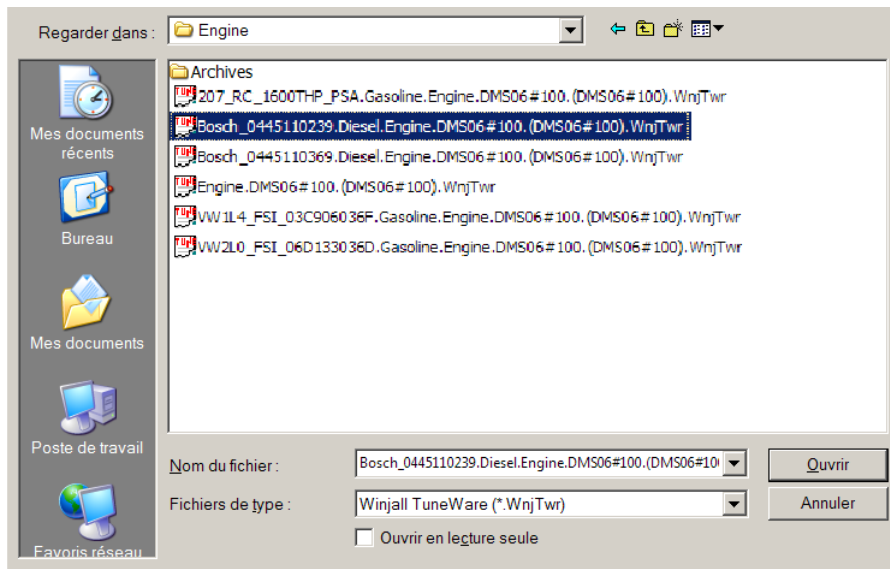 Regarder dans :
Engine
Mes documents
récents
Bureau
Mes documents
Poste de travail
Favoris réseau
Archives
207_RC_1600THP_PSA.Gasoline.Engine.DMS06#100.(DMS06#100).WnjTwr
Bosch_0445110239.Diesel.Engine.DMS06#100.(DMS06#100).WnjTwr
Bosch_0445110369.Diesel.Engine.DMS06#100.(DMS06#100).WnjTwr
Engine.DMS06#100.(DMS06#100).WnjTwr
VW1L4_FSI_03C906036F.Gasoline.Engine.DMS06#100.(DMS06#100).WnjTwr
VW2L0_FSI_06D133036D.Gasoline.Engine.DMS06#100.(DMS06#100).WnjTwr
Nom du fichier :
Bosch_0445110239.Diesel.Engine.DMS06#100.(DMS06#10
Ouvrir
Fichiers de type :
Winjall TuneWare (*.WnjTwr)
Annuler
Ouvrir en lecture seule